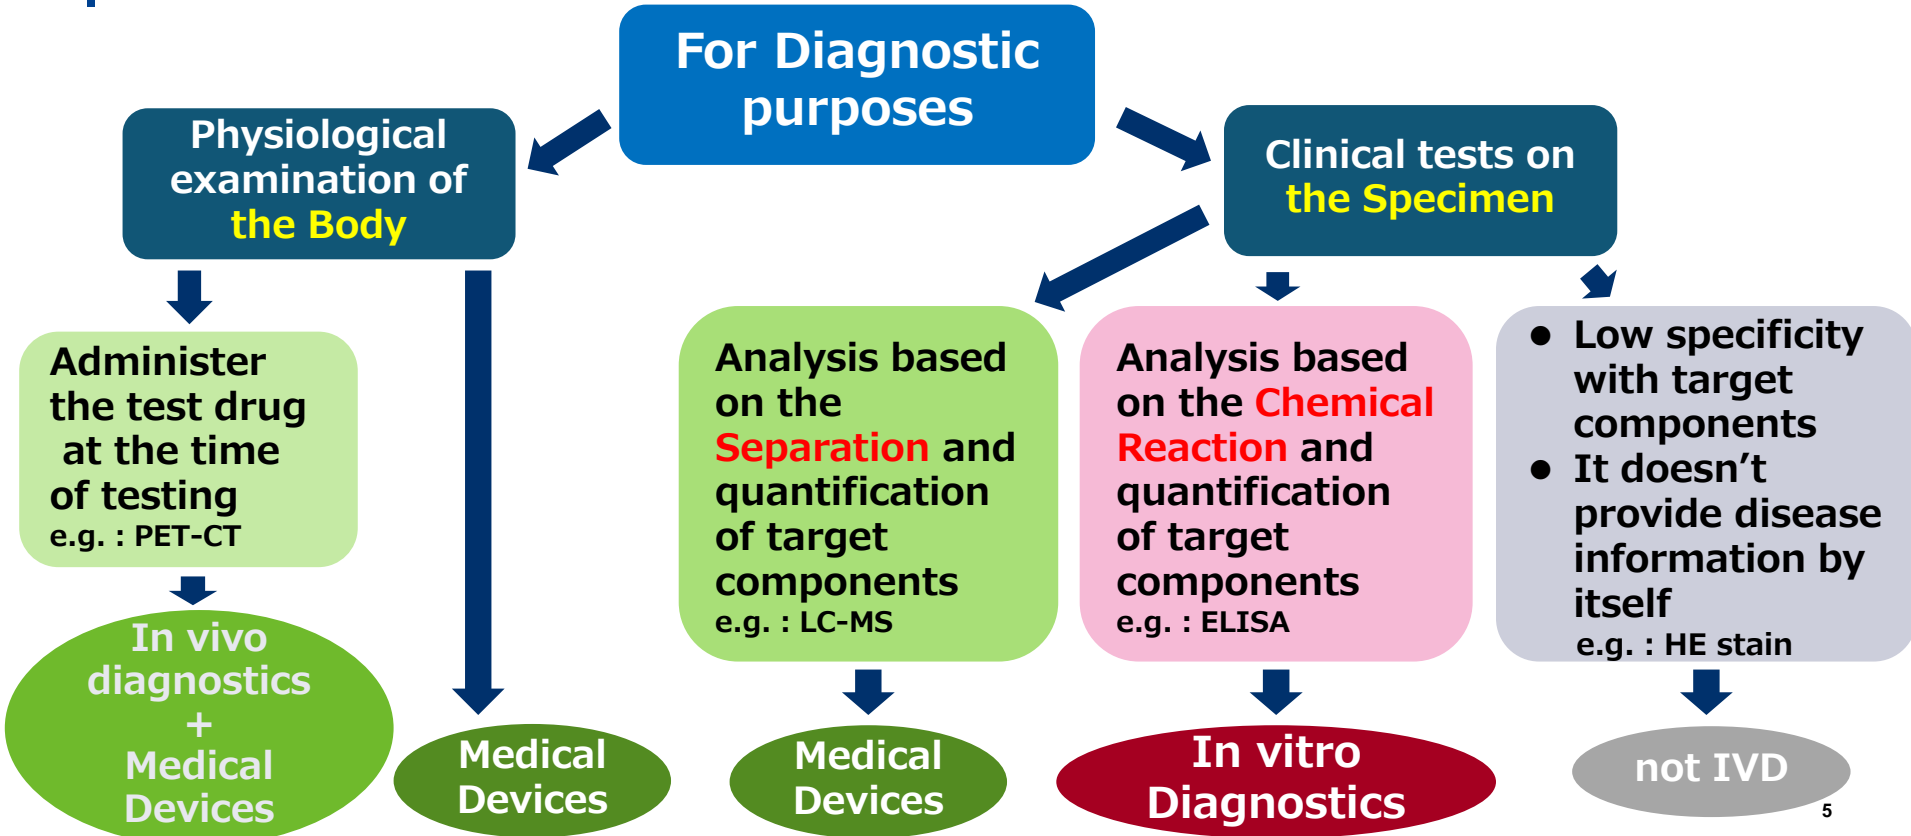 For Diagnostic
purposes
Physiological
examination of
the Body
Clinical tests on
the Specimen
Administer
the test drug
at the time
of testing
e.g. : PET-CT
Analysis based
on the
Separation and
quantification
of target
components
e.g. : LC-MS
Analysis based
on the Chemical
Reaction and
quantification
of target
components
e.g. : ELISA
● Low specificity
with target
components
● It doesn’t
provide disease
information by
itself
e.g. : HE stain
In vivo
diagnostics
+
Medical
Devices
Medical
Devices
Medical
Devices
In vitro
Diagnostics
not IVD
5